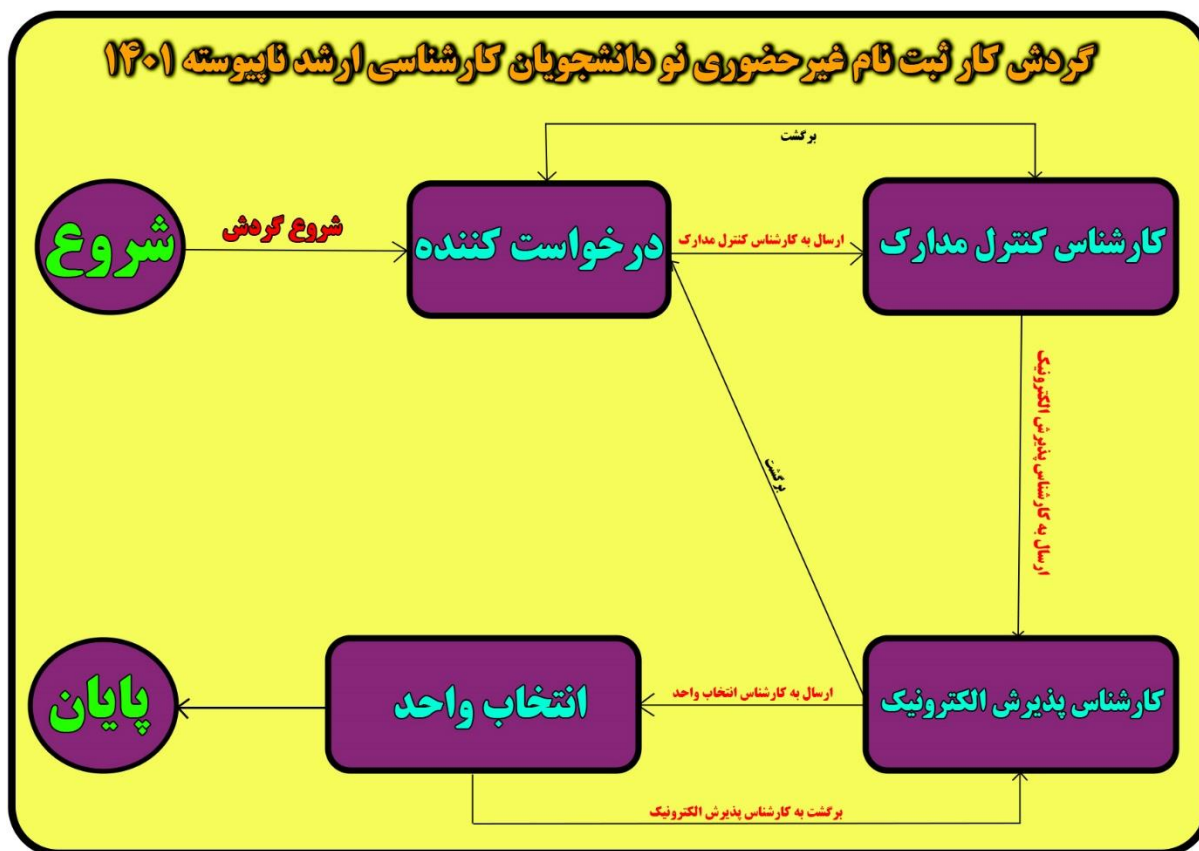 گردش کار ثبت نام غیرحضوری نو دانشجویان کارشناسی ارشد ناپیوسته ۱۴۰۱
برگشت
شروع
شروع گردش
درخواست کننده
ارسال به کارشناس کنترل مدارک
کارشناس کنترل مدارک
ارسال به کارشناس پذیرش الکترونیک
برگشت
کارشناس پذیرش الکترونیک
ارسال به کارشناس انتخاب واحد
انتخاب واحد
پایان
برگشت به کارشناس پذیرش الکترونیک